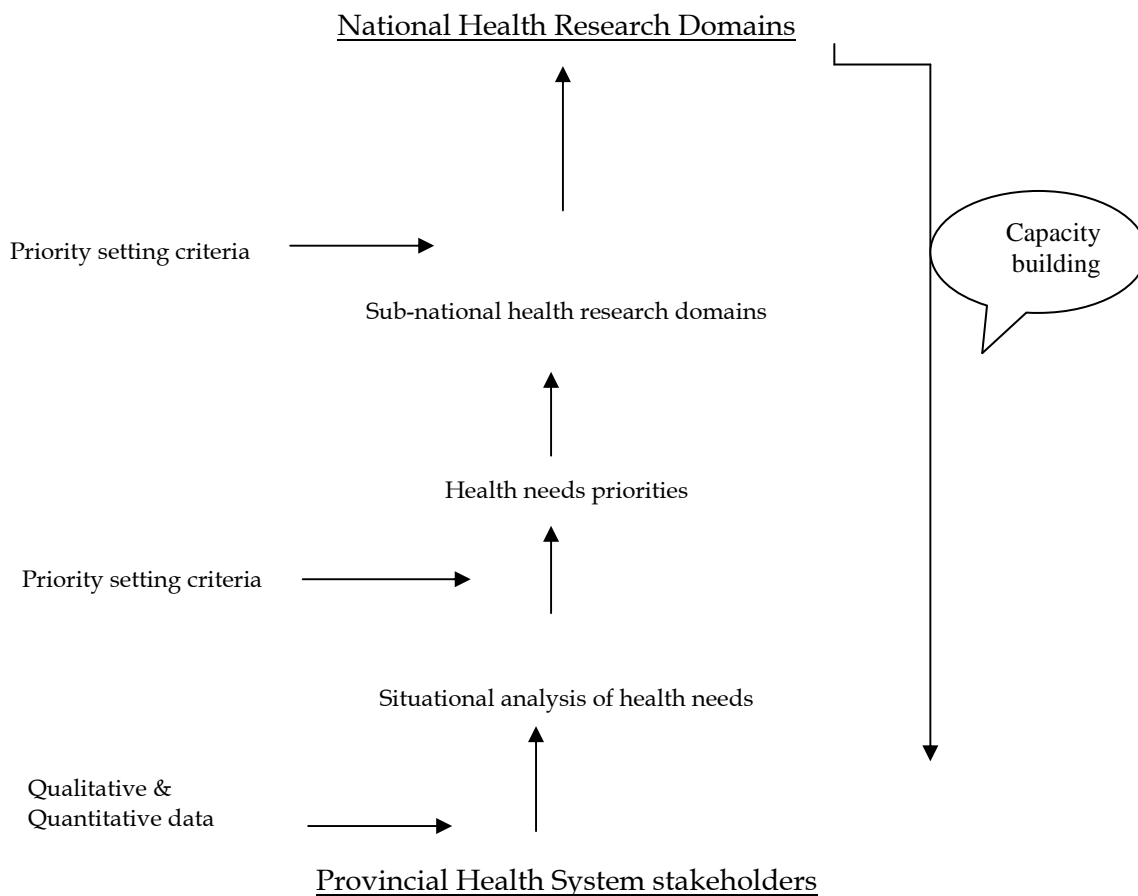 National Health Research Domains
Priority setting criteria
Capacity
building
Sub-national health research domains
Health needs priorities
Priority setting criteria
Situational analysis of health needs
Qualitative &
Quantitative data
Provincial Health System stakeholders